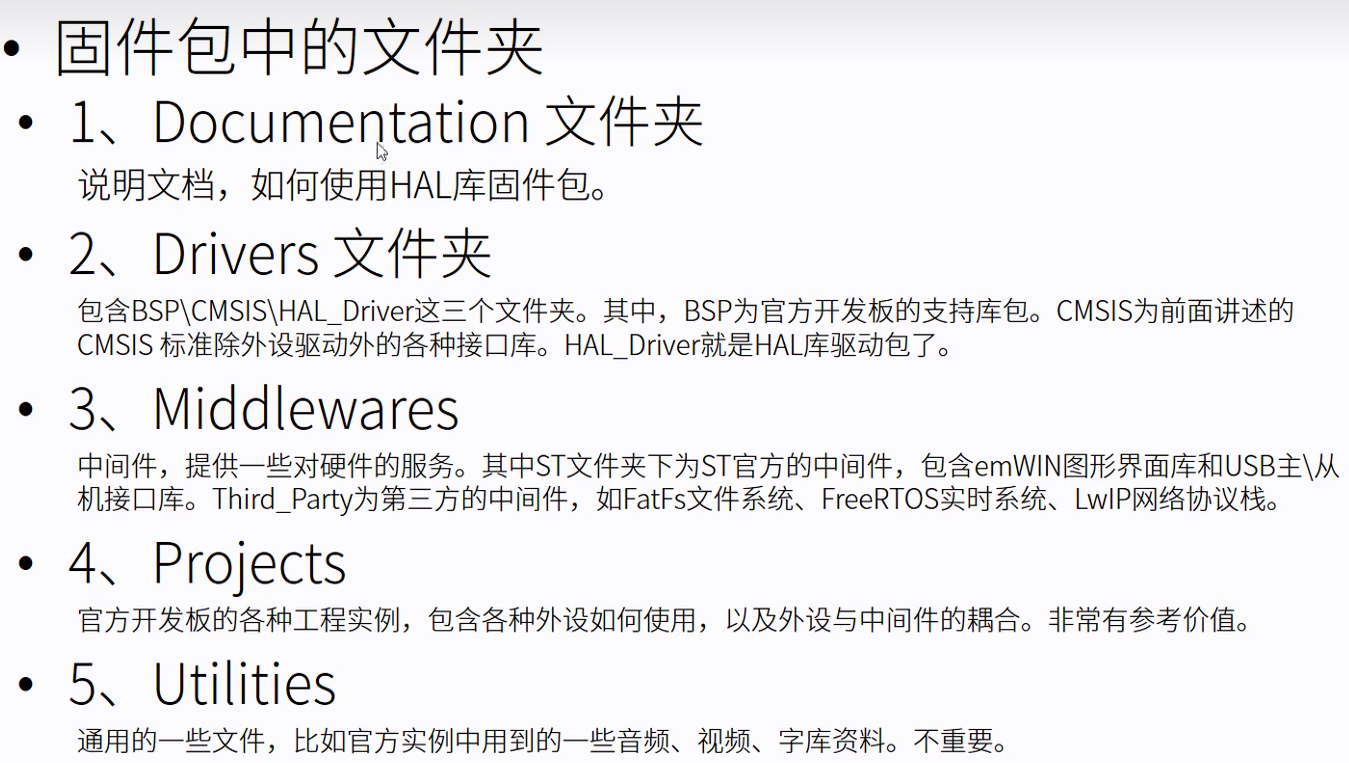 • 固件包中的文件夹
• 1、Documentation 文件夹
说明文档，如何使用HAL库固件包。
• 2、Drivers 文件夹
包含BSP\CMSIS\HAL_Driver这三个文件夹。其中，BSP为官方开发板的支持库包。CMSIS为前面讲述的
CMSIS 标准除外设驱动外的各种接口库。HAL_Driver就是HAL库驱动包了。
• 3、Middlewares
中间件，提供一些对硬件的服务。其中ST文件夹下为ST官方的中间件，包含emWIN图形界面库和USB主\从
机接口库。Third_Party为第三方的中间件，如FatFs文件系统、FreeRTOS实时系统、LwIP网络协议栈。
• 4、Projects
官方开发板的各种工程实例，包含各种外设如何使用，以及外设与中间件的耦合。非常有参考价值。
• 5、Utilities
通用的一些文件，比如官方实例中用到的一些音频、视频、字库资料。不重要。